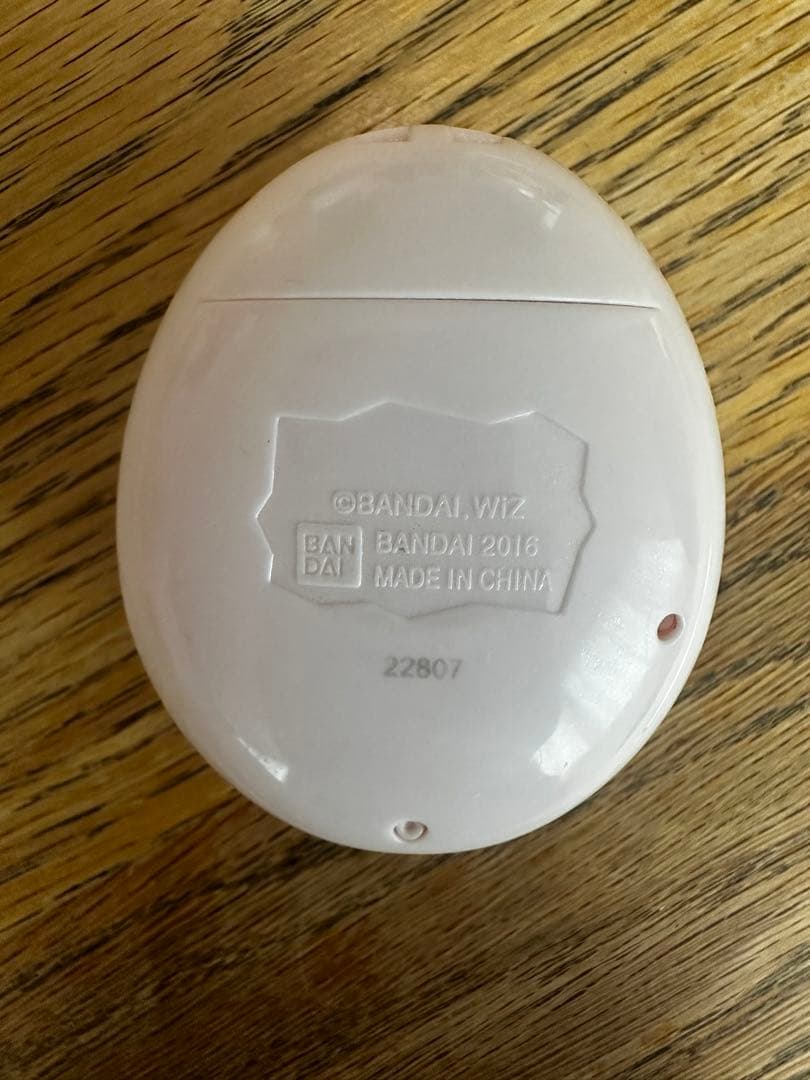 ©BANDAI, WiZ
BAN
DAI
BANDAI 2016
MADE IN CHINA
22807